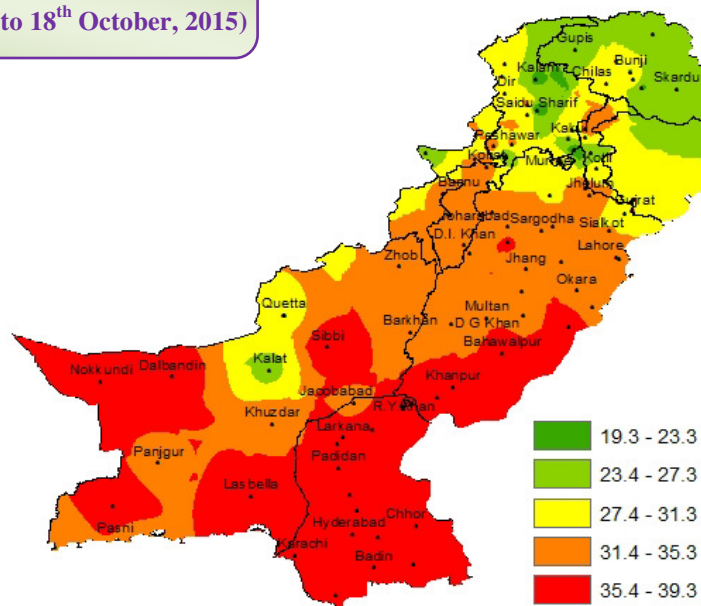 to 18th October, 2015)
Gupis
Kalam
Bunji
Chilas
Skardu
Dir
Saidu Sharif
Peshawar
Kakul
Kotli
Bannu
Jhelum
Gujrat
Joharabad
Sargodha
Sialkot
D.I. Khan
Lahore
Zhob
Jhang
Okara
Quetta
Multan
Barkhan
D G Khan
Sibbi
Bahawalpur
Kalat
Nokkundi
Dalbandin
Khanpur
Jacobabad
R.Y.Khan
Khuzdar
Larkana
Panjgur
Padidan
Lasbella
Pasni
Chhor
Hyderabad
Karachi
Badin
19.3 - 23.3
23.4 - 27.3
27.4 - 31.3
31.4 - 35.3
35.4 - 39.3